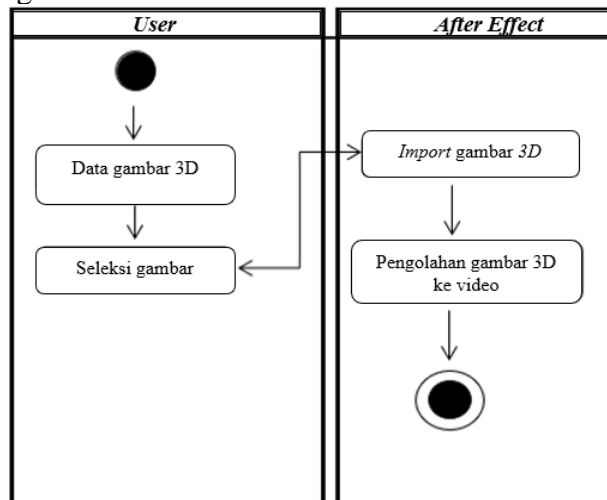 User
After Effect
Data gambar 3D
Import gambar 3D
Seleksi gambar
Pengolahan gambar 3D
ke video